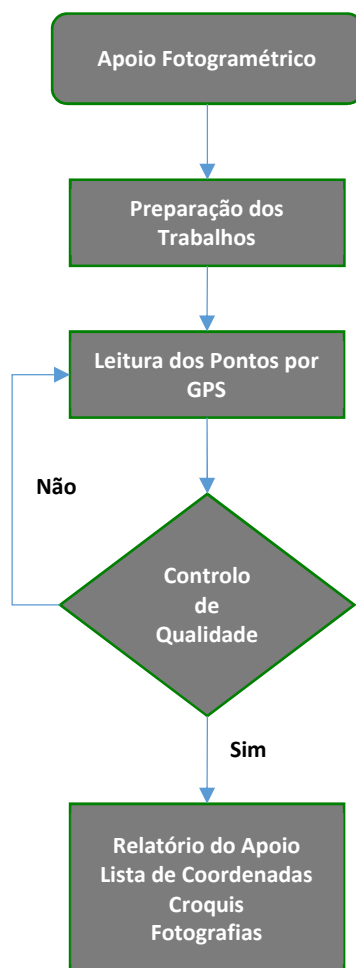 Apoio Fotogramétrico
Preparação dos
Trabalhos
Leitura dos Pontos por
GPS
Não
Controlo
de
Qualidade
Sim
Relatório do Apoio
Lista de Coordenadas
Croquis
Fotografias